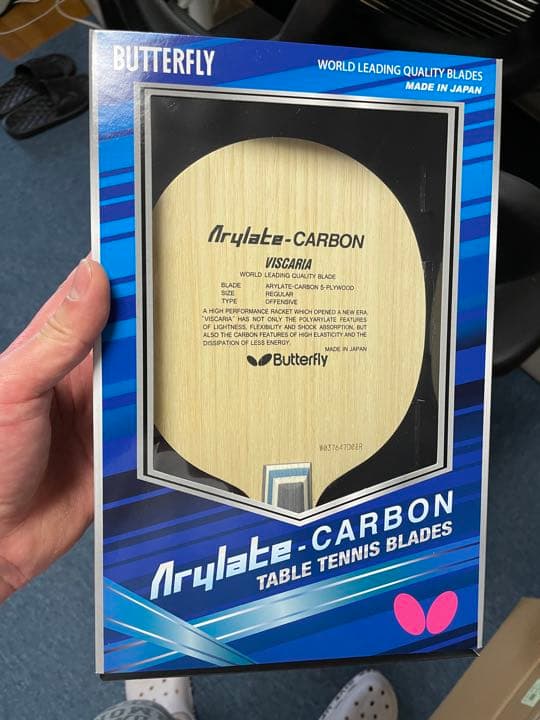 BUTTERFLY
WORLD LEADING QUALITY BLADES
MADE IN JAPAN
Arylate-CARBON
VISCARIA
WORLD LEADING QUALITY BLADE
BLADE ARYLATE-CARBON 5-PLYWOOD
SIZE REGULAR
TYPE OFFENSIVE
A HIGH PERFORMANCE RACKET WHICH OPENED A NEW ERA.
"VISCARIA" HAS NOT ONLY THE POLYARYLATE FEATURES
OF LIGHTNESS, FLEXIBILITY AND SHOCK ABSORPTION, BUT
ALSO THE CARBON FEATURES OF HIGH ELASTICITY AND THE
DISSIPATION OF LESS ENERGY.
MADE IN JAPAN
Butterfly
Arylate-CARBON
TABLE TENNIS BLADES